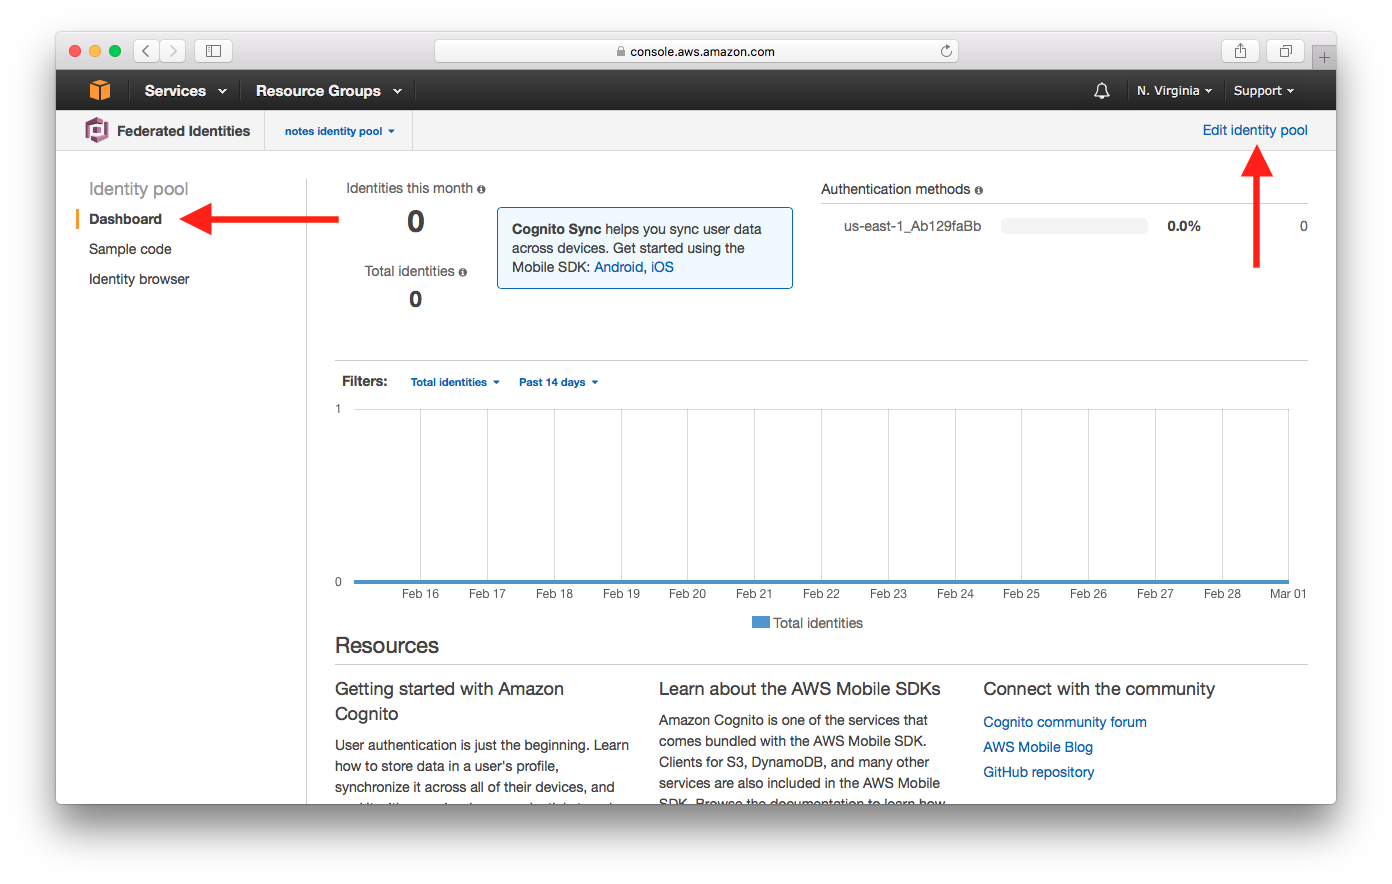 console.aws.amazon.com
Services
Resource Groups
N. Virginia
Support
Federated Identities
notes identity pool
Edit identity pool
Identity pool
Dashboard
Sample code
Identity browser
Identities this month
0
Total identities
0
Cognito Sync helps you sync user data
across devices. Get started using the
Mobile SDK: Android, iOS
Authentication methods
us-east-1_Ab129faBb 0.0% 0
Filters: Total identities Past 14 days
1
0
Feb 16 Feb 17 Feb 18 Feb 19 Feb 20 Feb 21 Feb 22 Feb 23 Feb 24 Feb 25 Feb 26 Feb 27 Feb 28 Mar 01
Total identities
Resources
Getting started with Amazon
Cognito
User authentication is just the beginning. Learn
how to store data in a user's profile,
synchronize it across all of their devices, and
Learn about the AWS Mobile SDKs
Amazon Cognito is one of the services that
comes bundled with the AWS Mobile SDK.
Clients for S3, DynamoDB, and many other
services are also included in the AWS Mobile
SDK. Browse the documentation to learn how
Connect with the community
Cognito community forum
AWS Mobile Blog
GitHub repository